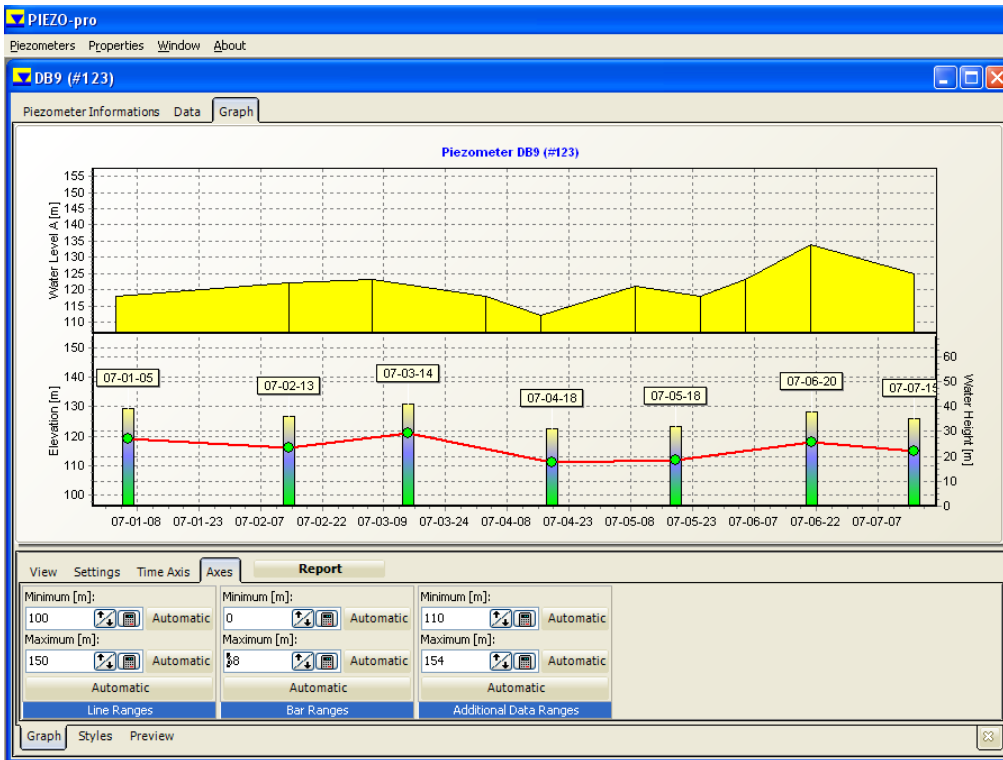 PIEZO-pro
Piezometers Properties Window About
DB9 (#123)
Piezometer Informations Data Graph
Piezometer DB9 (#123)
Water Level A [m]
155
150
145
140
135
130
125
120
115
110
Elevation [m]
150
140
130
120
110
100
07-01-05
07-02-13
07-03-14
07-04-18
07-05-18
07-06-20
07-07-15
Water Height [m]
60
50
40
30
20
10
0
07-01-08 07-01-23 07-02-07 07-02-22 07-03-09 07-03-24 07-04-08 07-04-23 07-05-08 07-05-23 07-06-07 07-06-22 07-07-07
View Settings Time Axis Axes Report
Minimum [m]: Minimum [m]: Minimum [m]:
100 Automatic 0 Automatic 110 Automatic
Maximum [m]: Maximum [m]: Maximum [m]:
150 Automatic Automatic 154 Automatic
Automatic Automatic Automatic
Line Ranges Bar Ranges Additional Data Ranges
Graph Styles Preview